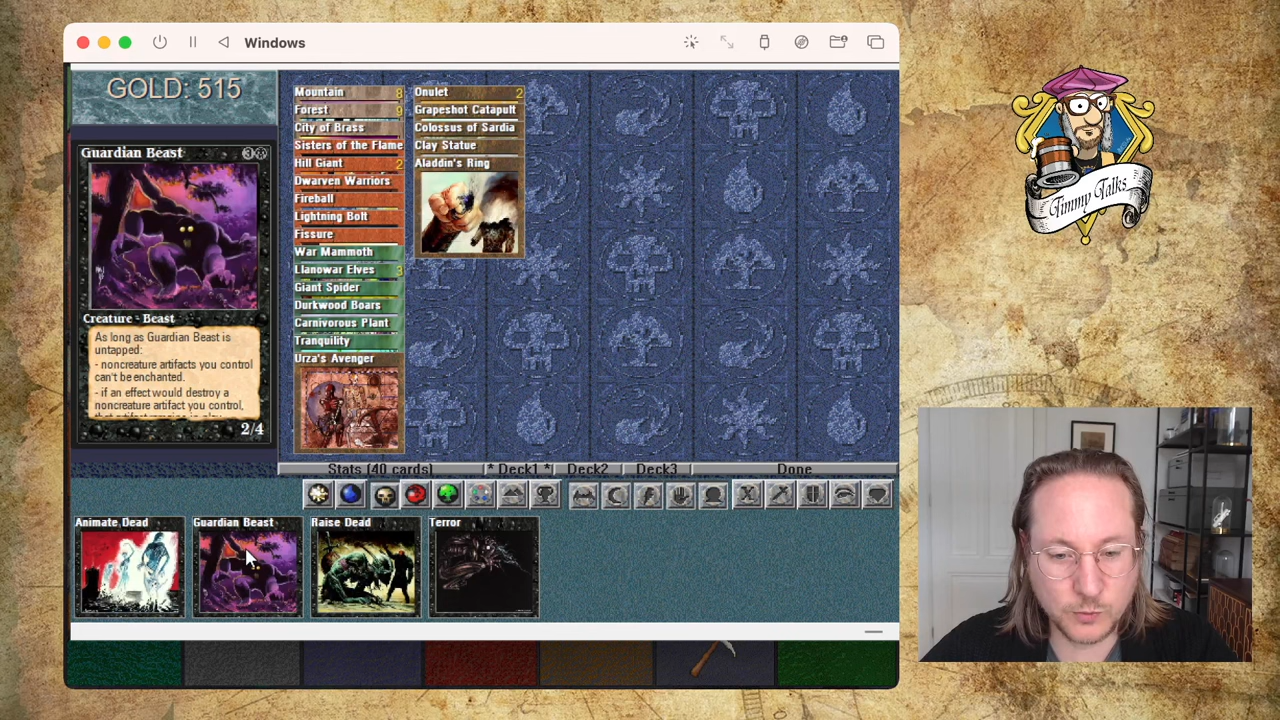 Windows
GOLD: 515
Guardian Beast
3
Creature - Beast
As long as Guardian Beast is
untapped:
- noncreature artifacts you control
can't be enchanted.
- if an effect would destroy a
noncreature artifact you control,
2/4
Mountain 8
Forest 9
City of Brass
Sisters of the Flame
Hill Giant 2
Dwarven Warriors
Fireball
Lightning Bolt
Fissure
War Mammoth
Llanowar Elves 3
Giant Spider
Durkwood Boars
Carnivorous Plant
Tranquility
Urza's Avenger
Onulet 2
Grapeshot Catapult
Colossus of Sardia
Clay Statue
Aladdin's Ring
Stats (40 cards) * Deck1 * Deck2 Deck3 Done
X
Animate Dead Guardian Beast Raise Dead Terror
Timmy Talks